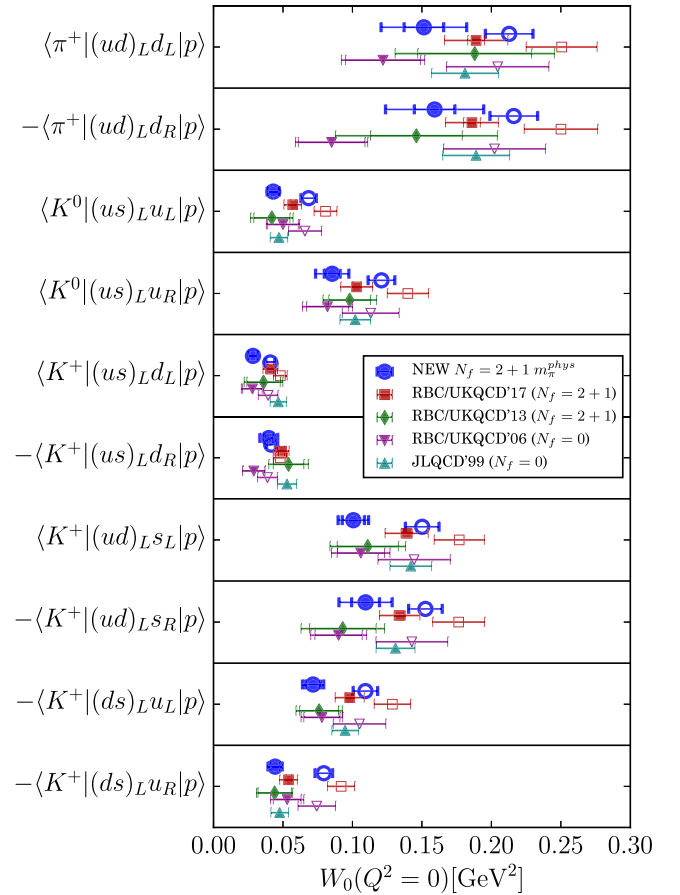 ⟨π⁺|(ud)_L d_L|p⟩
−⟨π⁺|(ud)_L d_R|p⟩
⟨K⁰|(us)_L u_L|p⟩
⟨K⁰|(us)_L u_R|p⟩
⟨K⁺|(us)_L d_L|p⟩
−⟨K⁺|(us)_L d_R|p⟩
⟨K⁺|(ud)_L s_L|p⟩
−⟨K⁺|(ud)_L s_R|p⟩
−⟨K⁺|(ds)_L u_L|p⟩
−⟨K⁺|(ds)_L u_R|p⟩
NEW N_f = 2 + 1 m_π^{phys}
RBC/UKQCD'17 (N_f = 2 + 1)
RBC/UKQCD'13 (N_f = 2 + 1)
RBC/UKQCD'06 (N_f = 0)
JLQCD'99 (N_f = 0)
0.00 0.05 0.10 0.15 0.20 0.25 0.30
W₀(Q² = 0)[GeV²]